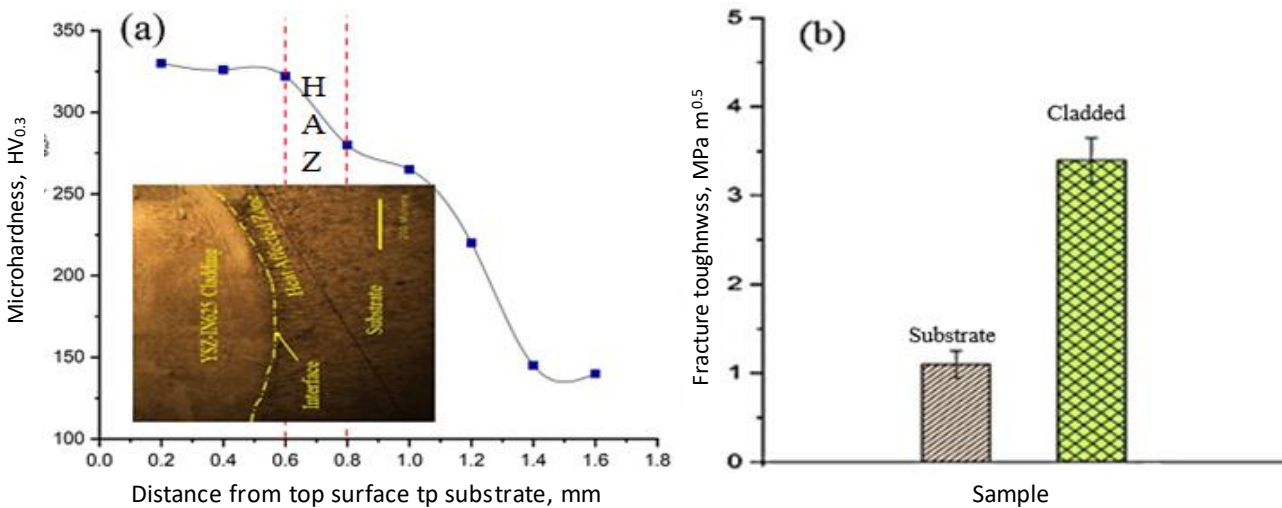 (a)
350
300
250
200
150
100
Microhardness, HV0.3
H
A
Z
YSZ-IN625 Cladding
Heat Affected Zone
Substrate
Interface
0.0 0.2 0.4 0.6 0.8 1.0 1.2 1.4 1.6 1.8
Distance from top surface tp substrate, mm
(b)
5
4
3
2
1
0
Fracture toughnwss, MPa m0.5
Substrate
Cladded
Sample